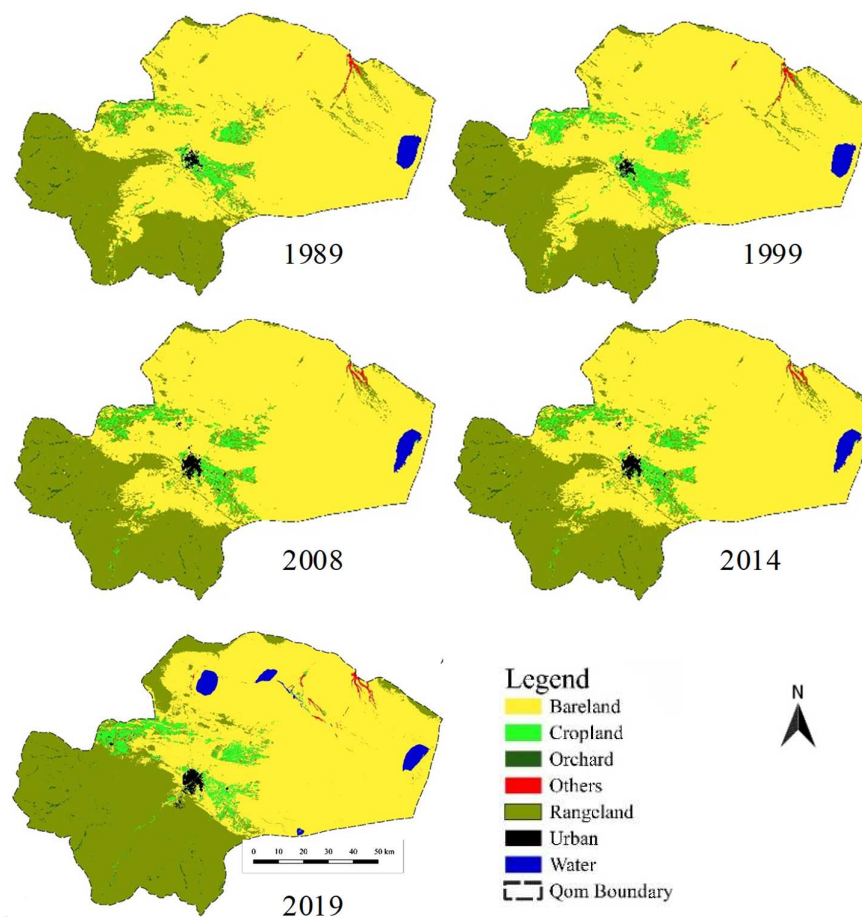 1989
1999
2008
2014
2019
0 10 20 30 40 50 km
Legend
Bareland
Cropland
Orchard
Others
Rangeland
Urban
Water
Qom Boundary
N